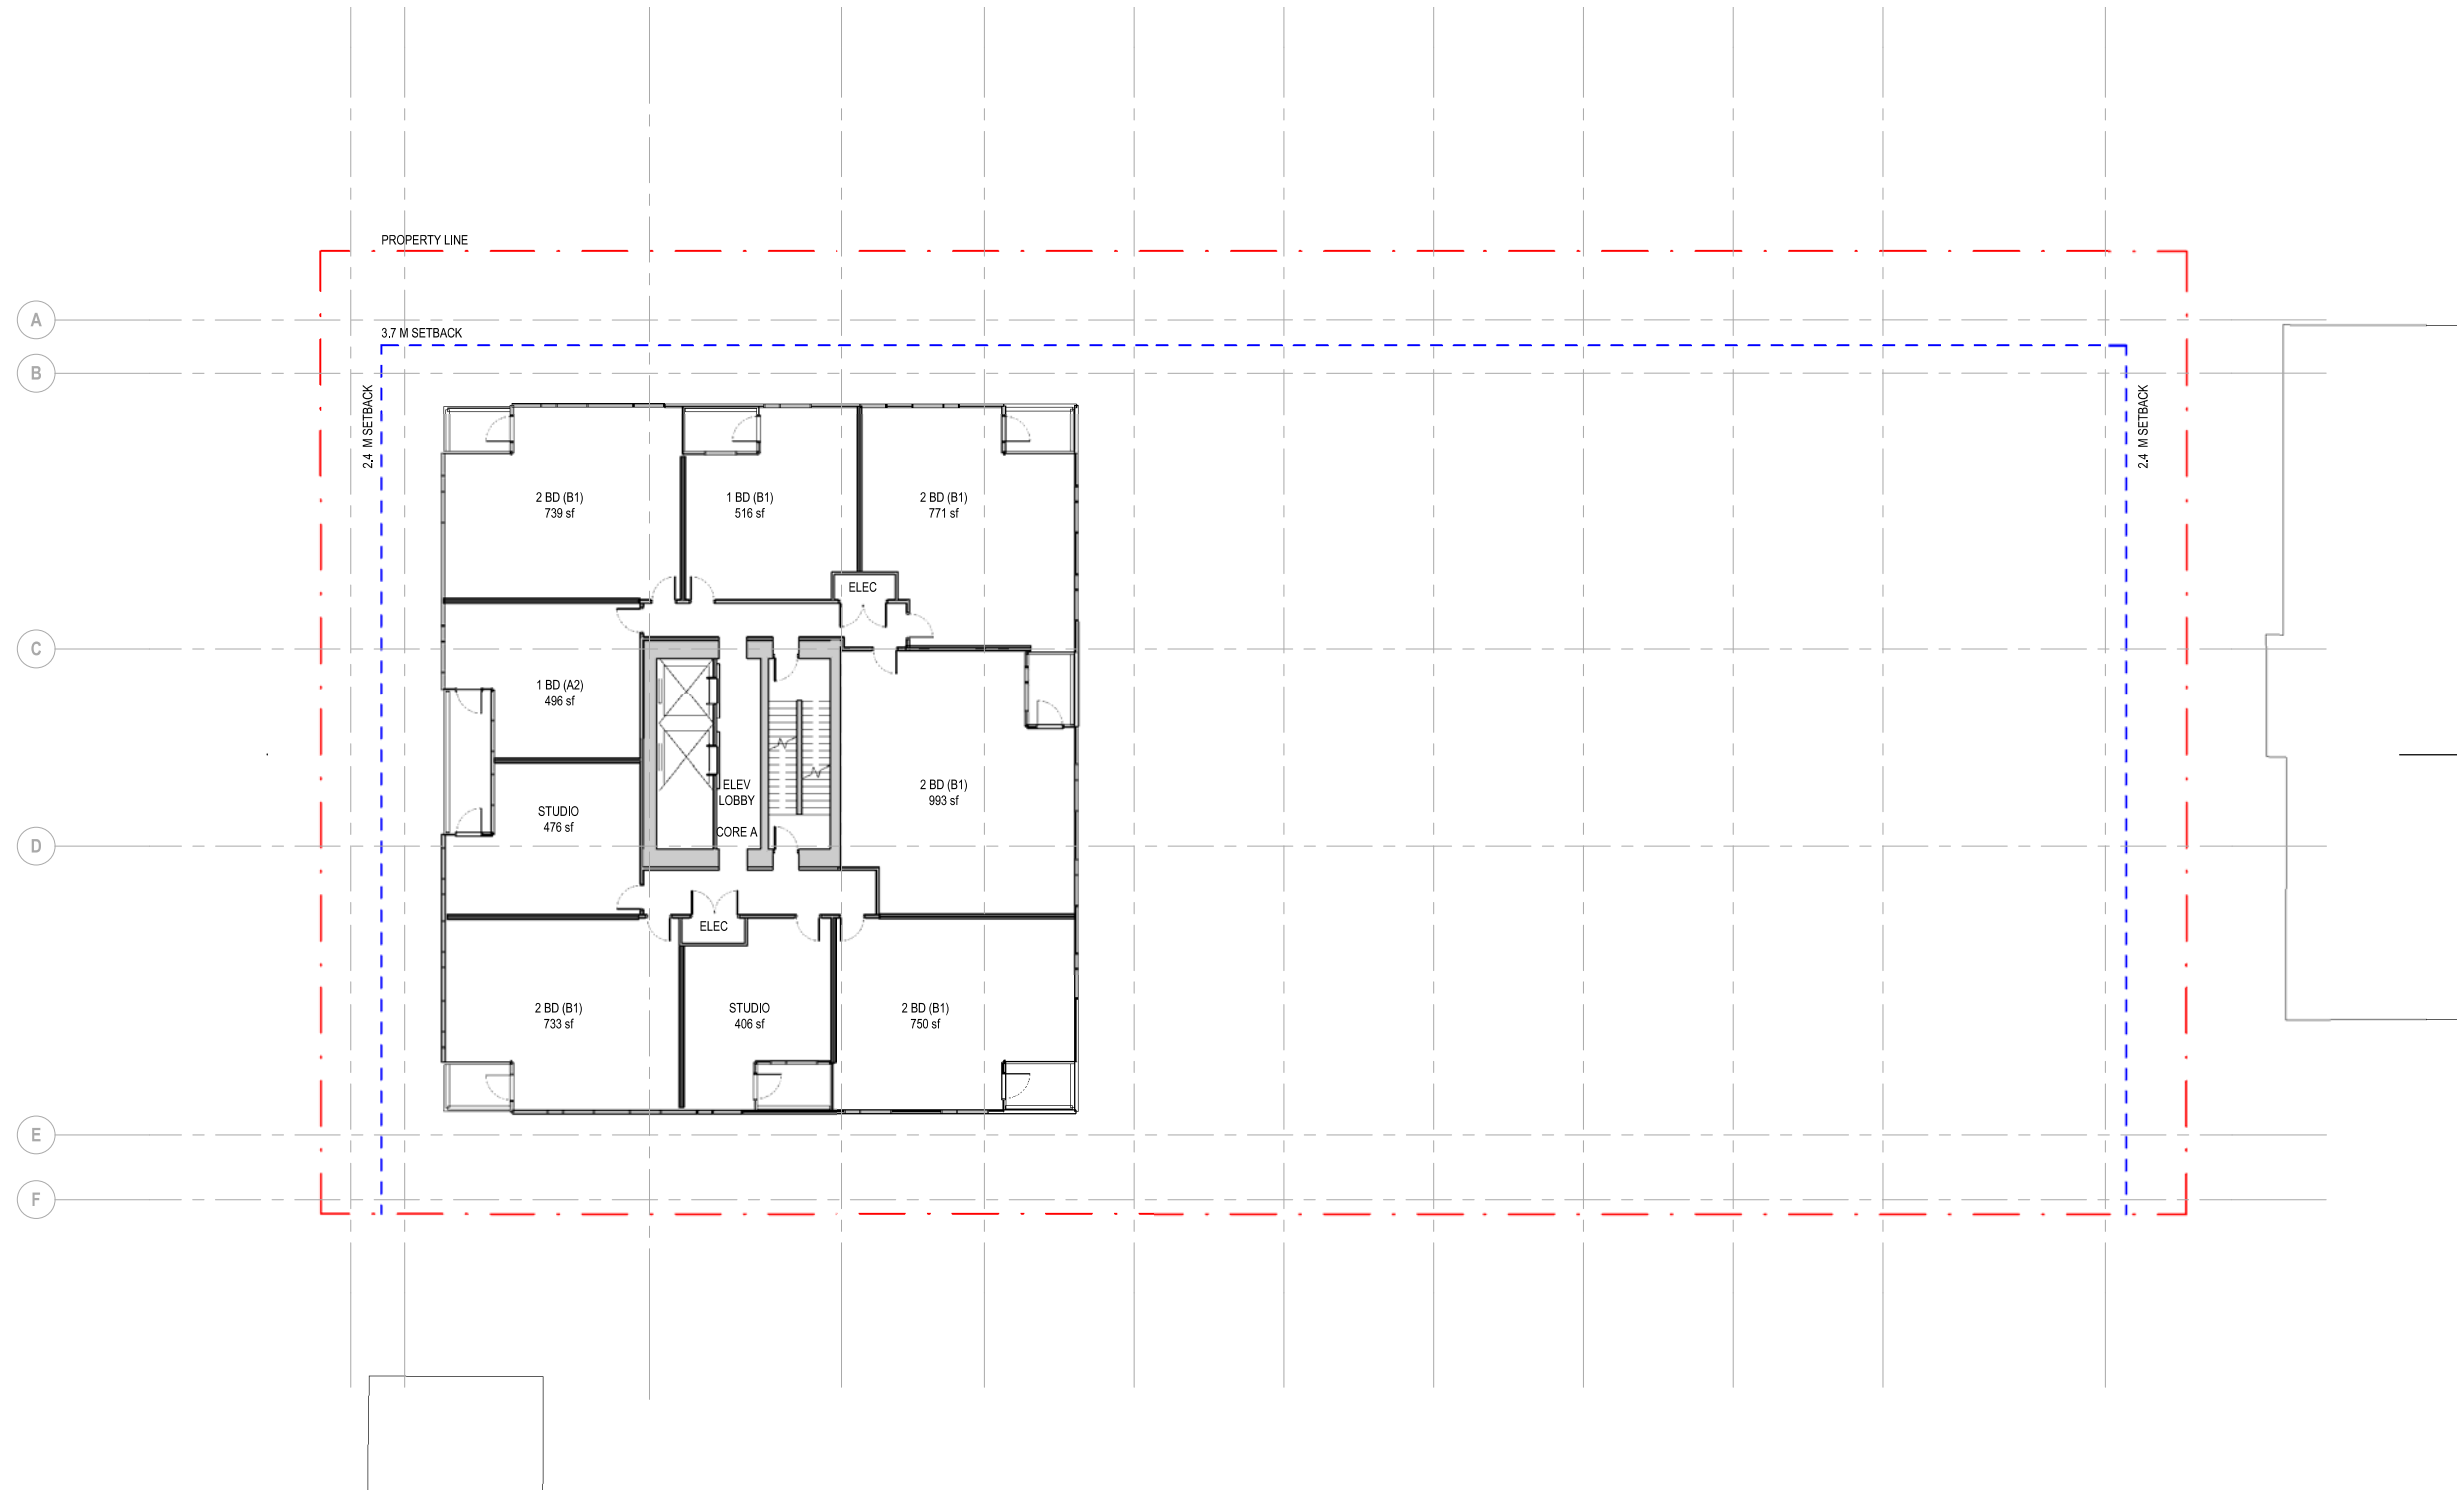 PROPERTY LINE
A
3.7 M SETBACK
B
2.4 M SETBACK
2.4 M SETBACK
2 BD (B1)
739 sf
1 BD (B1)
516 sf
2 BD (B1)
771 sf
ELEC
C
1 BD (A2)
496 sf
ELEV
LOBBY
2 BD (B1)
993 sf
STUDIO
476 sf
CORE A
D
ELEC
2 BD (B1)
733 sf
STUDIO
406 sf
2 BD (B1)
750 sf
E
F